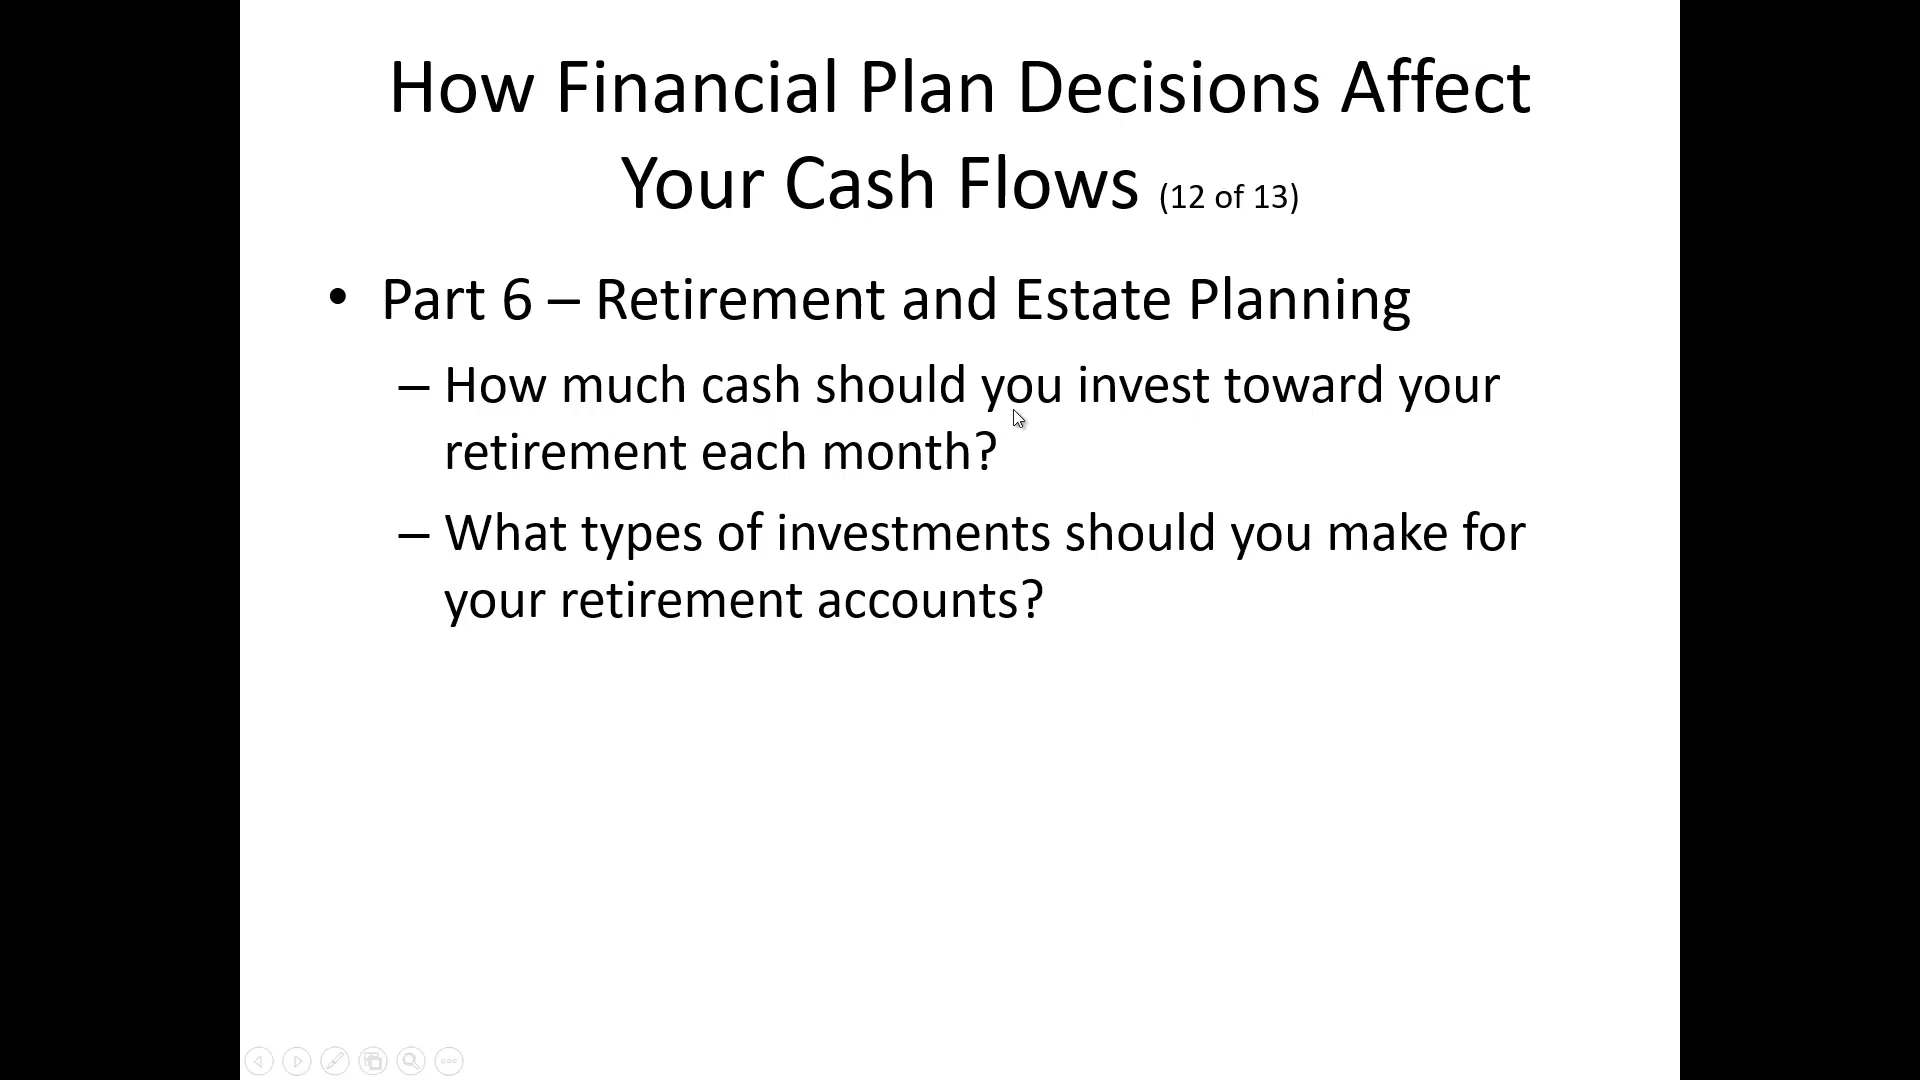 How Financial Plan Decisions Affect
Your Cash Flows (12 of 13)
• Part 6 – Retirement and Estate Planning
– How much cash should you invest toward your
retirement each month?
– What types of investments should you make for
your retirement accounts?